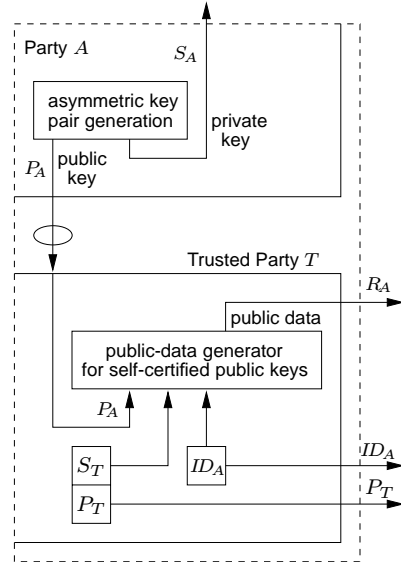 Party A
S_A
asymmetric key
pair generation
private
key
P_A
public
key
Trusted Party T
R_A
public data
public-data generator
for self-certified public keys
P_A
S_T
ID_A
ID_A
P_T
P_T